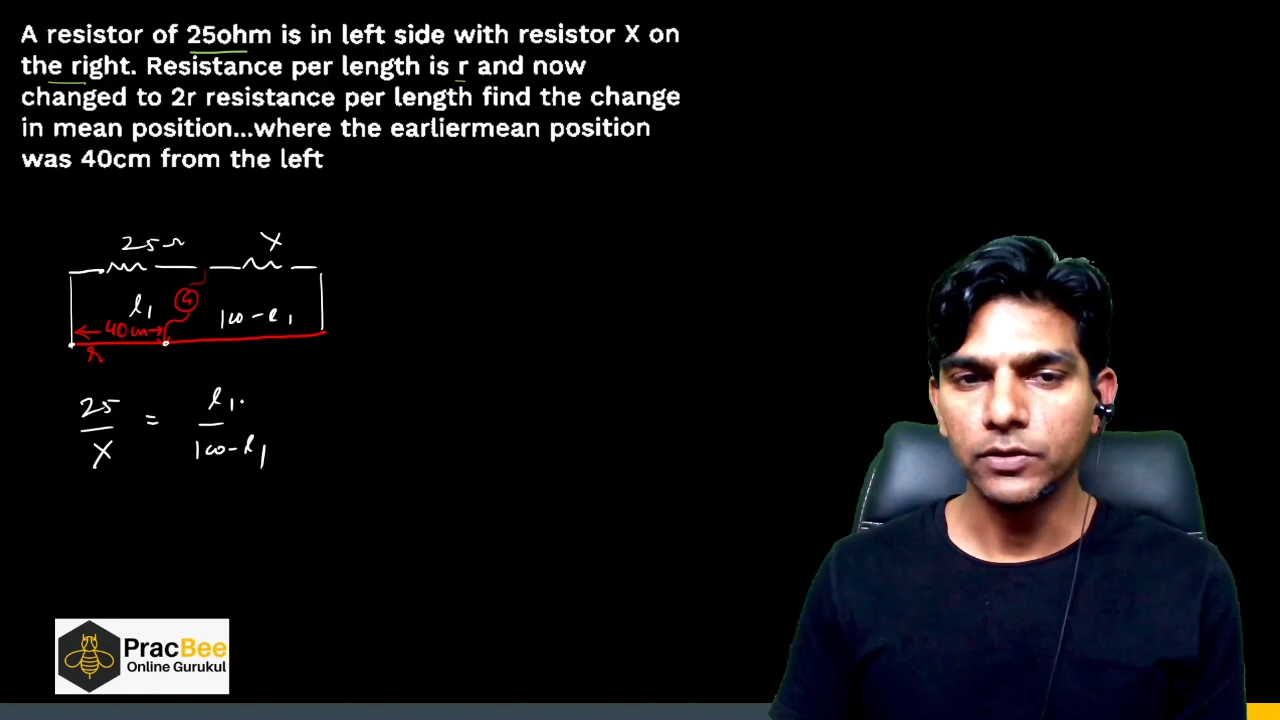 A resistor of 25ohm is in left side with resistor X on
the right. Resistance per length is r and now
changed to 2r resistance per length find the change
in mean position...where the earliermean position
was 40cm from the left
25 Ω X
l1 100-l1
G
40cm
r
25/X = l1/100-l1
PracBee
Online Gurukul